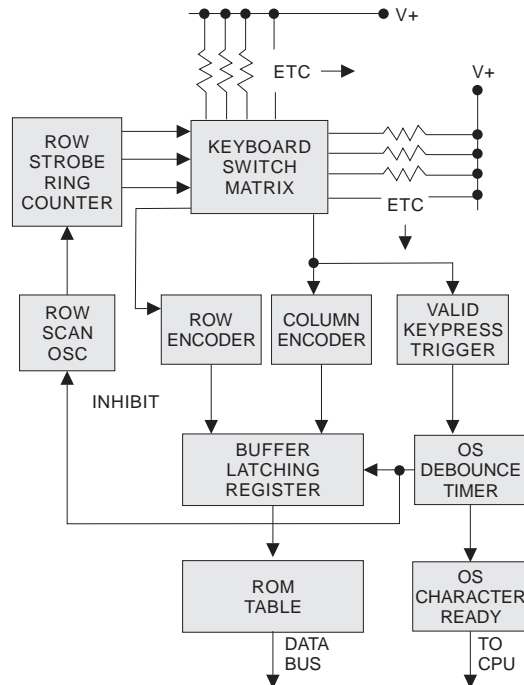 V+
ETC
V+
ROW
STROBE
RING
COUNTER
KEYBOARD
SWITCH
MATRIX
ETC
ROW
SCAN
OSC
ROW
ENCODER
COLUMN
ENCODER
VALID
KEYPRESS
TRIGGER
INHIBIT
BUFFER
LATCHING
REGISTER
OS
DEBOUNCE
TIMER
ROM
TABLE
OS
CHARACTER
READY
DATA
BUS
TO
CPU